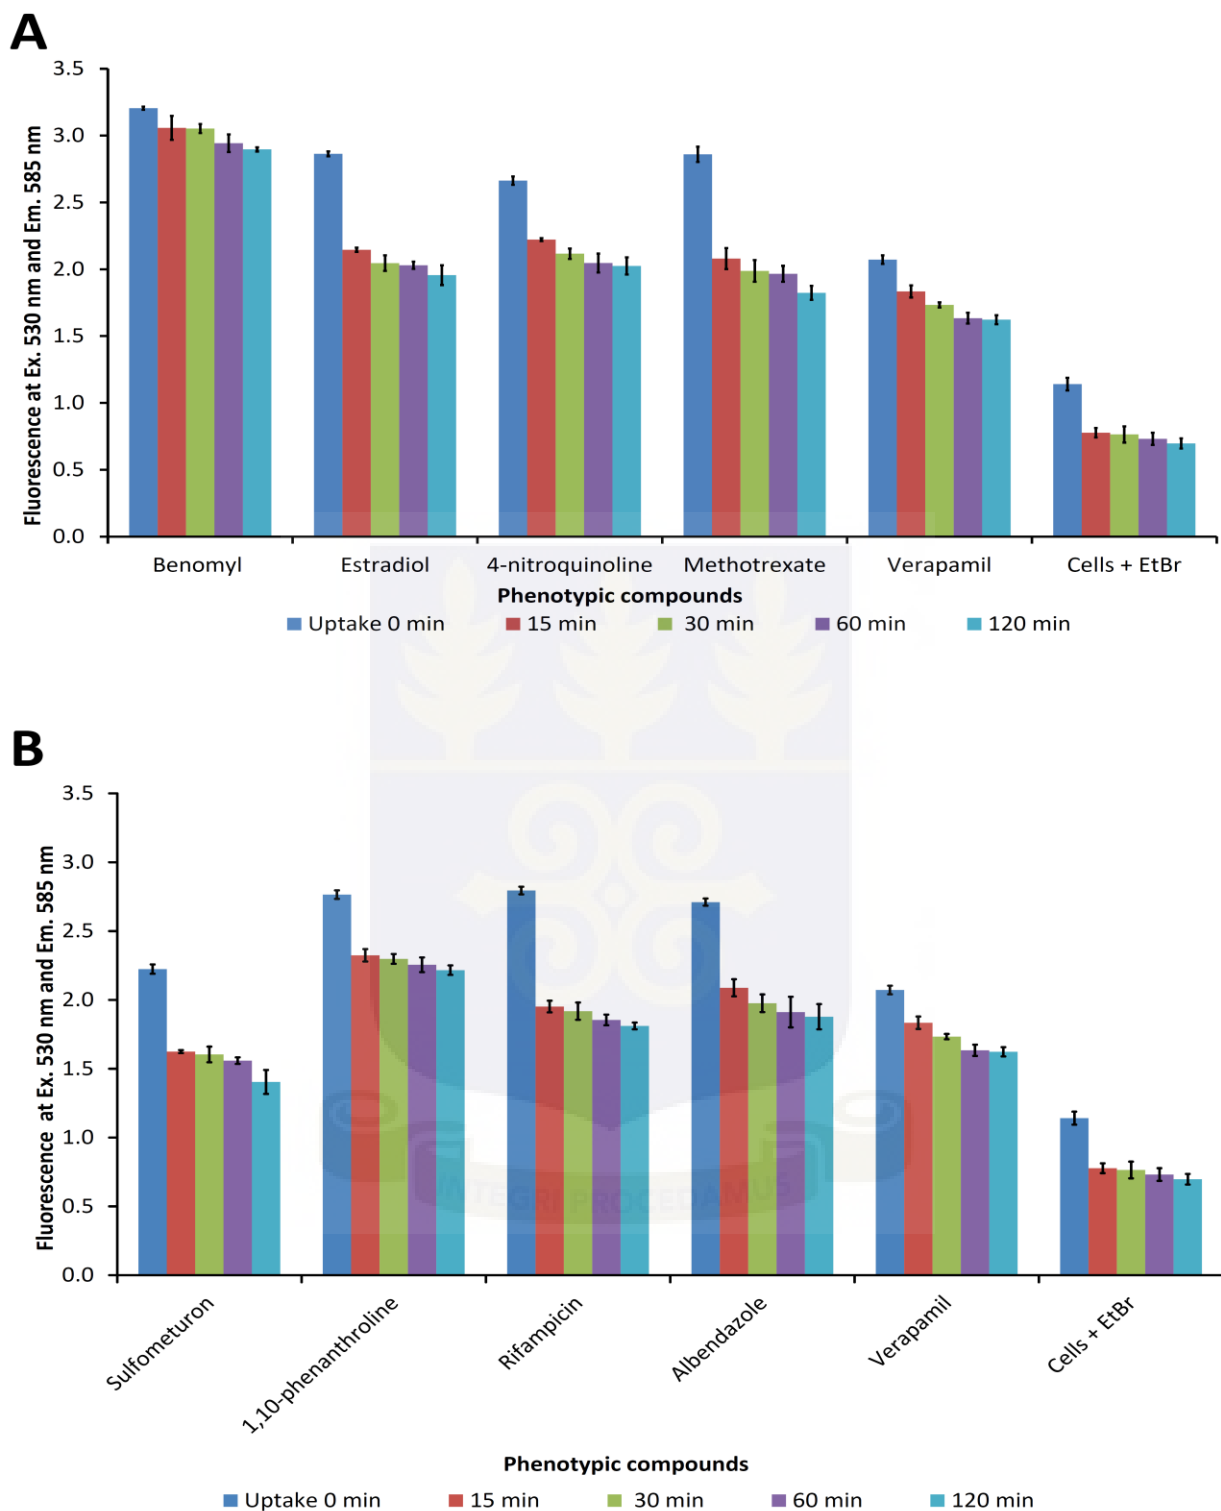 A
Fluorescence at Ex. 530 nm and Em. 585 nm
3.5
3.0
2.5
2.0
1.5
1.0
0.5
0.0
Benomyl Estradiol 4-nitroquinoline Methotrexate Verapamil Cells + EtBr
Phenotypic compounds
Uptake 0 min 15 min 30 min 60 min 120 min
B
Fluorescence at Ex. 530 nm and Em. 585 nm
3.5
3.0
2.5
2.0
1.5
1.0
0.5
0.0
INTEGRI PROCEDAMUS
Sulfometuron 1,10-phenanthroline Rifampicin Albendazole Verapamil Cells + EtBr
Phenotypic compounds
Uptake 0 min 15 min 30 min 60 min 120 min